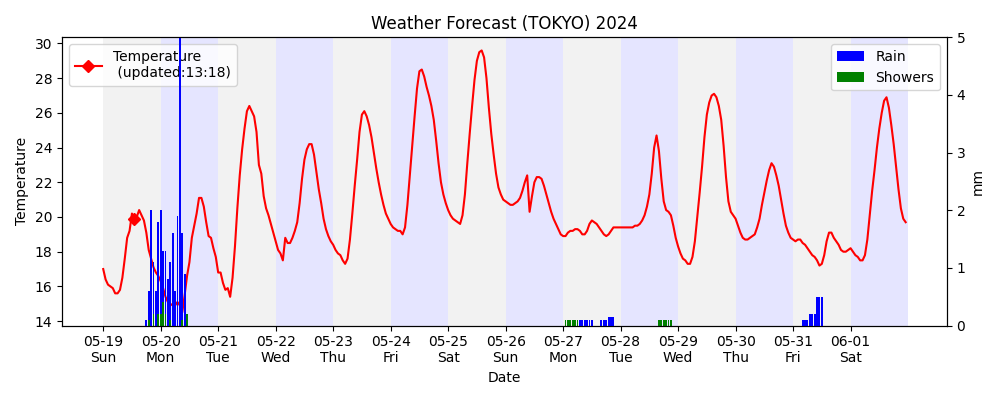 Weather Forecast (TOKYO) 2024
Temperature
(updated:13:18)
Rain
Showers
30
28
26
24
22
20
18
16
14
Temperature
5
4
3
2
1
0
mm
05-19 05-20 05-21 05-22 05-23 05-24 05-25 05-26 05-27 05-28 05-29 05-30 05-31 06-01
Sun Mon Tue Wed Thu Fri Sat Sun Mon Tue Wed Thu Fri Sat
Date